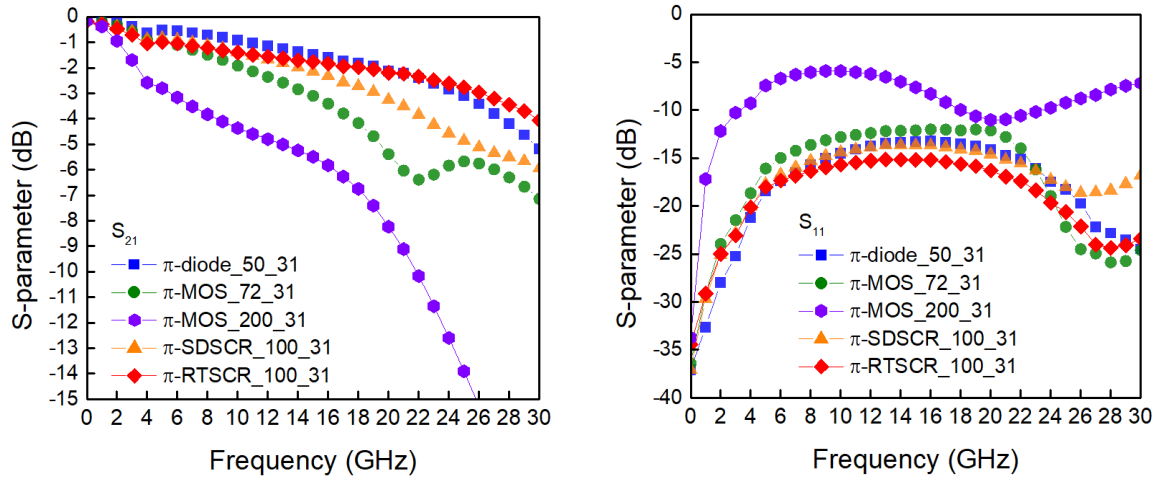 0
-1
-2
-3
-4
-5
-6
-7
-8
-9
-10
-11
-12
-13
-14
-15
S-parameter (dB)
S21
π-diode_50_31
π-MOS_72_31
π-MOS_200_31
π-SDSCR_100_31
π-RTSCR_100_31
0 2 4 6 8 10 12 14 16 18 20 22 24 26 28 30
Frequency (GHz)
0
-5
-10
-15
-20
-25
-30
-35
-40
S-parameter (dB)
S11
π-diode_50_31
π-MOS_72_31
π-MOS_200_31
π-SDSCR_100_31
π-RTSCR_100_31
0 2 4 6 8 10 12 14 16 18 20 22 24 26 28 30
Frequency (GHz)